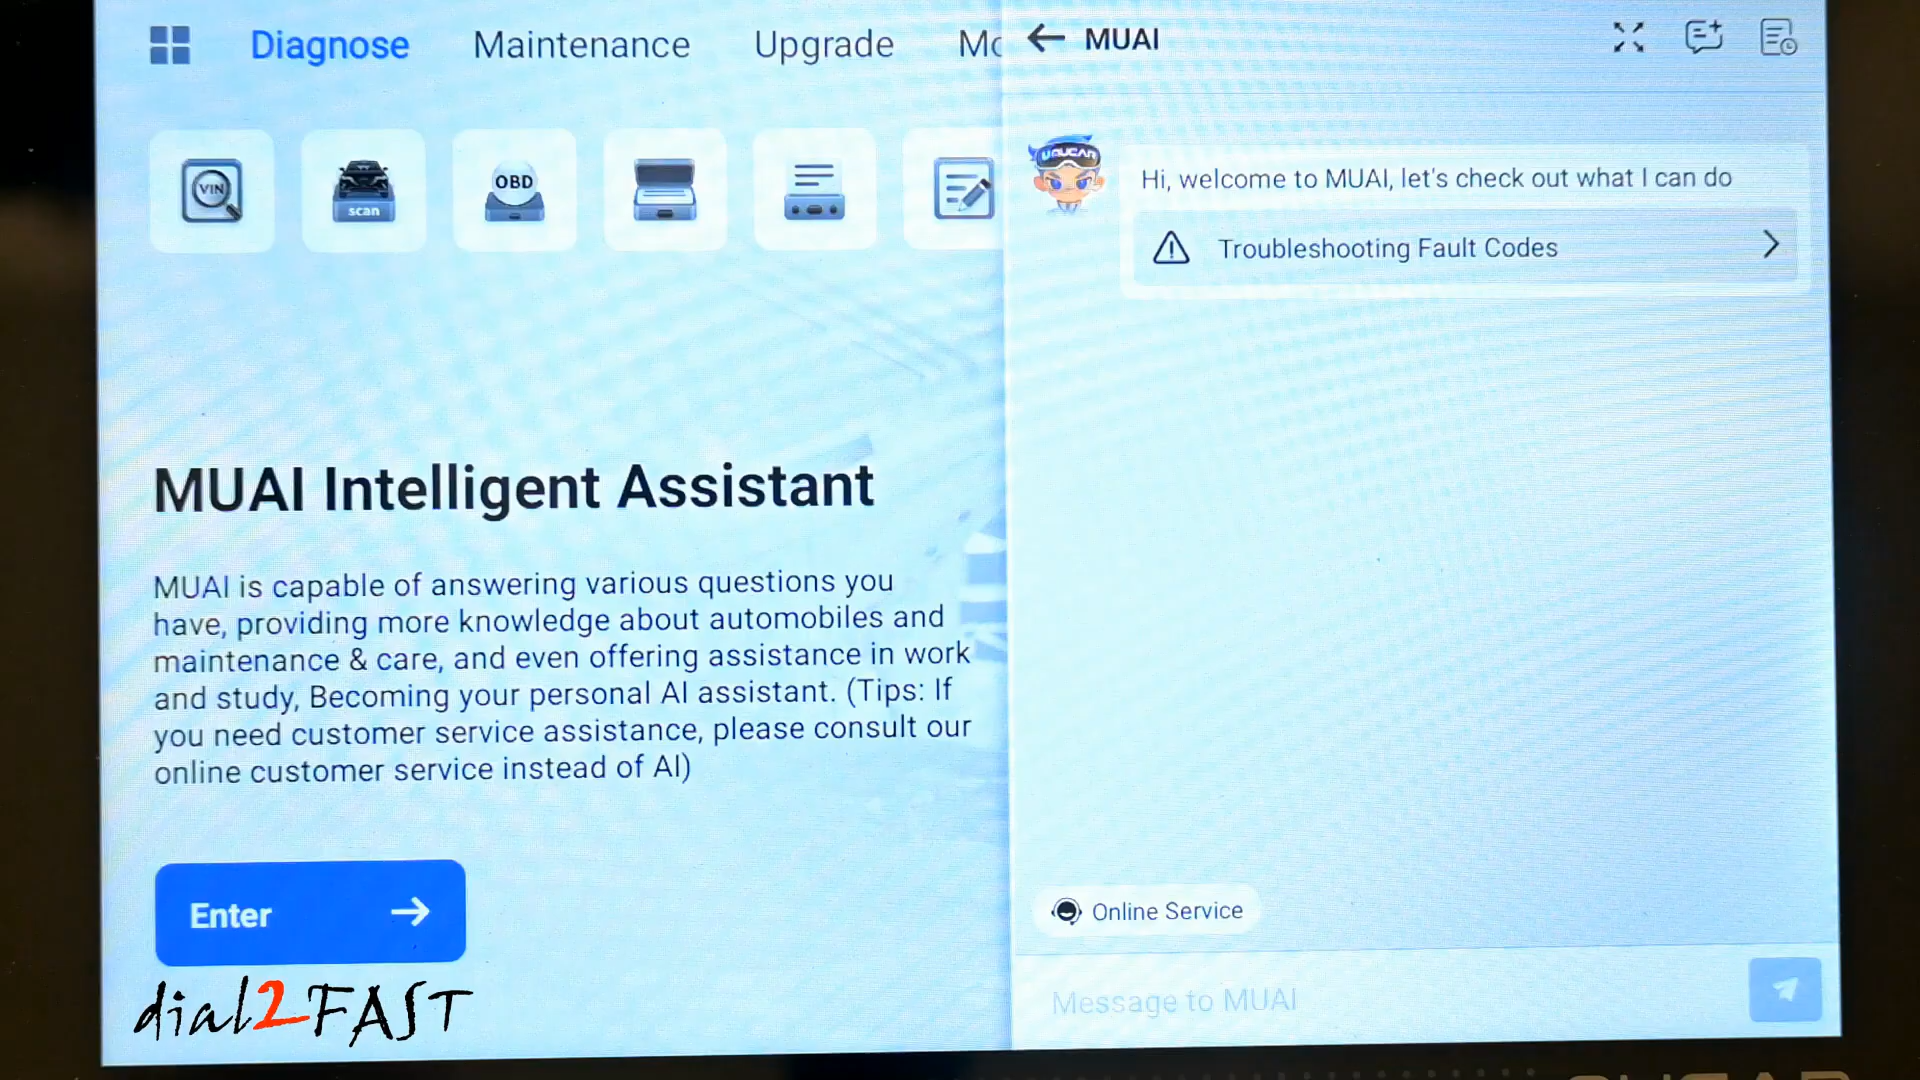 Diagnose Maintenance Upgrade Mo
VIN
scan
OBD
MUAI Intelligent Assistant
MUAI is capable of answering various questions you
have, providing more knowledge about automobiles and
maintenance & care, and even offering assistance in work
and study, Becoming your personal AI assistant. (Tips: If
you need customer service assistance, please consult our
online customer service instead of AI)
Enter
dial2FAST
MUAI
Hi, welcome to MUAI, let's check out what I can do
Troubleshooting Fault Codes
Online Service
Message to MUAI